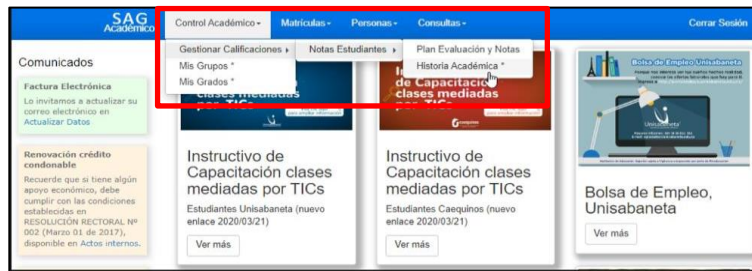 SAG
Académico
Control Académico
Matrículas
Personas
Consultas
Cerrar Sesión
Gestionar Calificaciones
Notas Estudiantes
Plan Evaluación y Notas
Mis Grupos *
Historia Académica *
Mis Grados *
Comunicados
Factura Electrónica
Lo invitamos a actualizar su
correo electrónico en
Actualizar Datos
Renovación crédito
condonable
Recuerde que si tiene algún
apoyo económico, debe
cumplir con las condiciones
establecidas en
RESOLUCIÓN RECTORAL Nº
002 (Marzo 01 de 2017),
disponible en Actos internos.
clases mediadas
por TICs
Instructivo de
Capacitación clases
mediadas por TICs
Estudiantes Unisabaneta (nuevo
enlace 2020/03/21)
Ver más
de Capacitación
clases mediadas
por TICs
Instructivo de
Capacitación clases
mediadas por TICs
Estudiantes Caequinos (nuevo
enlace 2020/03/21)
Ver más
Bolsa de Empleo Unisabaneta
Bolsa de Empleo,
Unisabaneta
Ver más